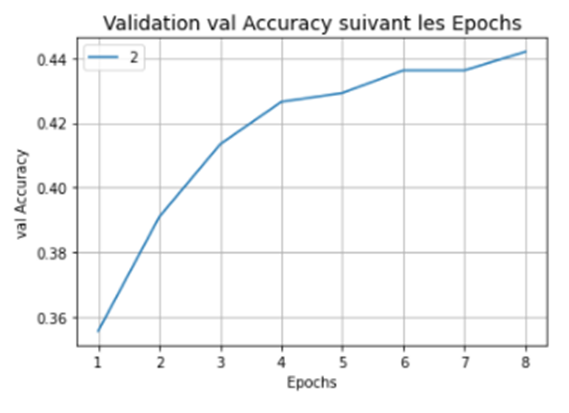 Validation val Accuracy suivant les Epochs
2
0.44
0.42
0.40
0.38
0.36
val Accuracy
1 2 3 4 5 6 7 8
Epochs